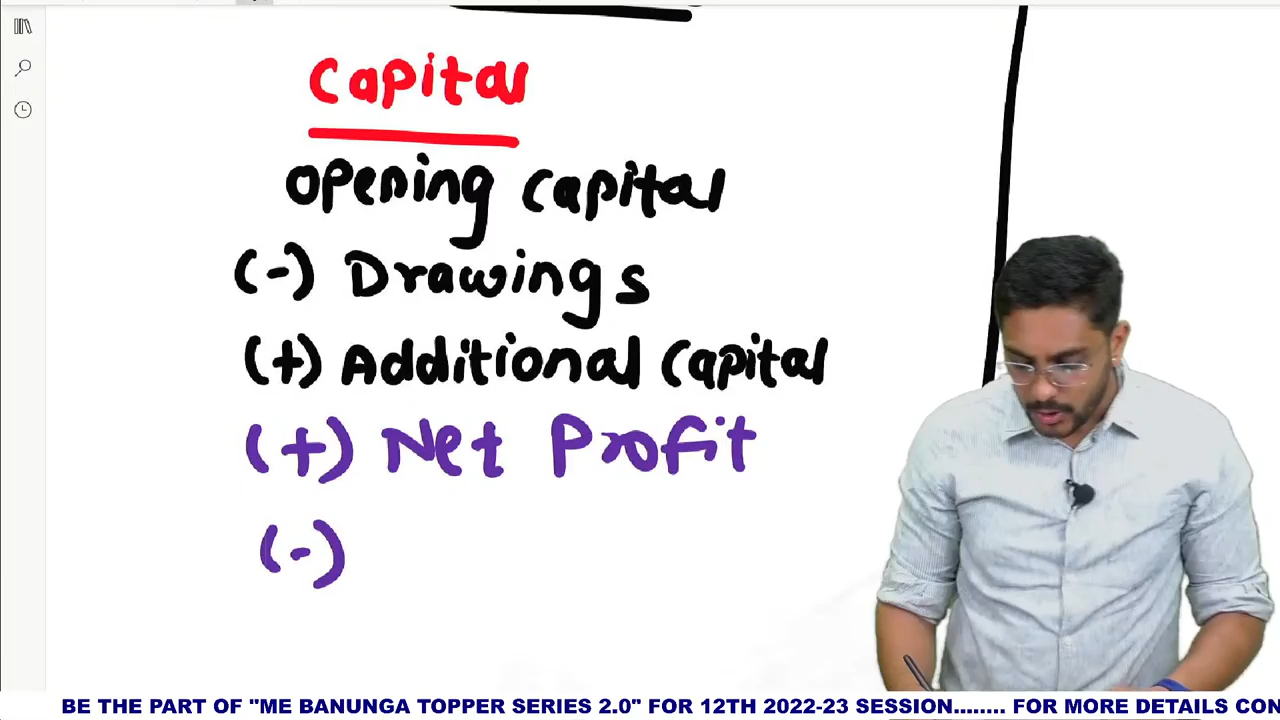 Capital
Opening Capital
(-) Drawings
(+) Additional Capital
(+) Net Profit
(-)
BE THE PART OF "ME BANUNGA TOPPER SERIES 2.0" FOR 12TH 2022-23 SESSION........ FOR MORE DETAILS CON